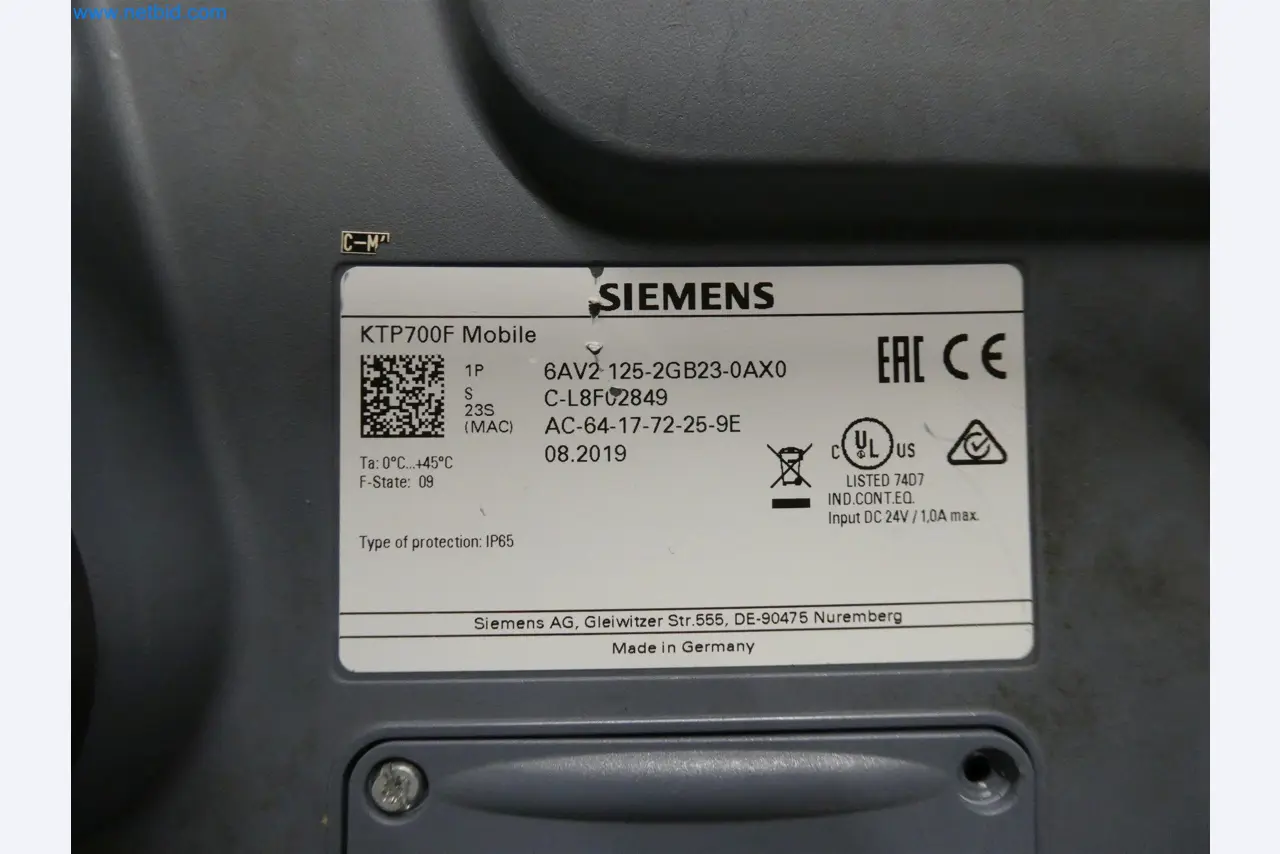 www.netbid.com
C-M
SIEMENS
KTP700F Mobile
1P 6AV2 125-2GB23-0AX0
S C-L8F02849
23S
(MAC) AC-64-17-72-25-9E
08.2019
Ta: 0°C...+45°C
F-State: 09
Type of protection: IP65
EAC CE
C UL US
LISTED 74D7
IND.CONT.EQ.
Input DC 24V / 1,0A max.
Siemens AG, Gleiwitzer Str.555, DE-90475 Nuremberg
Made in Germany